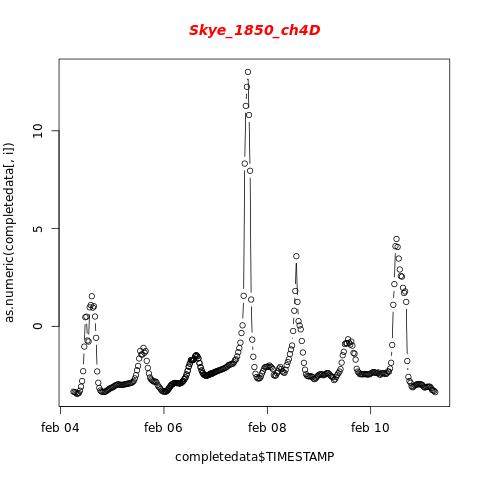 Skye_1850_ch4D
as.numeric(completedata[, i])
10
5
0
feb 04 feb 06 feb 08 feb 10
completedata$TIMESTAMP